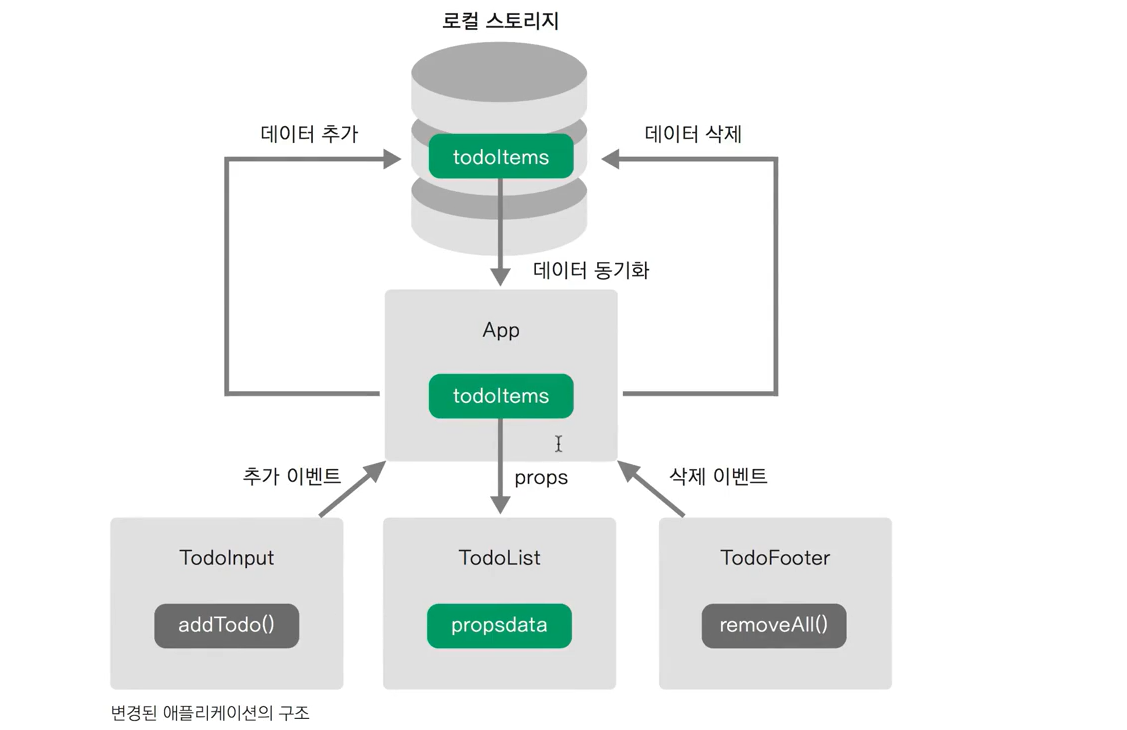 로컬 스토리지
데이터 추가
데이터 삭제
todoItems
데이터 동기화
App
todoItems
추가 이벤트
props
삭제 이벤트
TodoInput
TodoList
TodoFooter
addTodo()
propsdata
removeAll()
변경된 애플리케이션의 구조